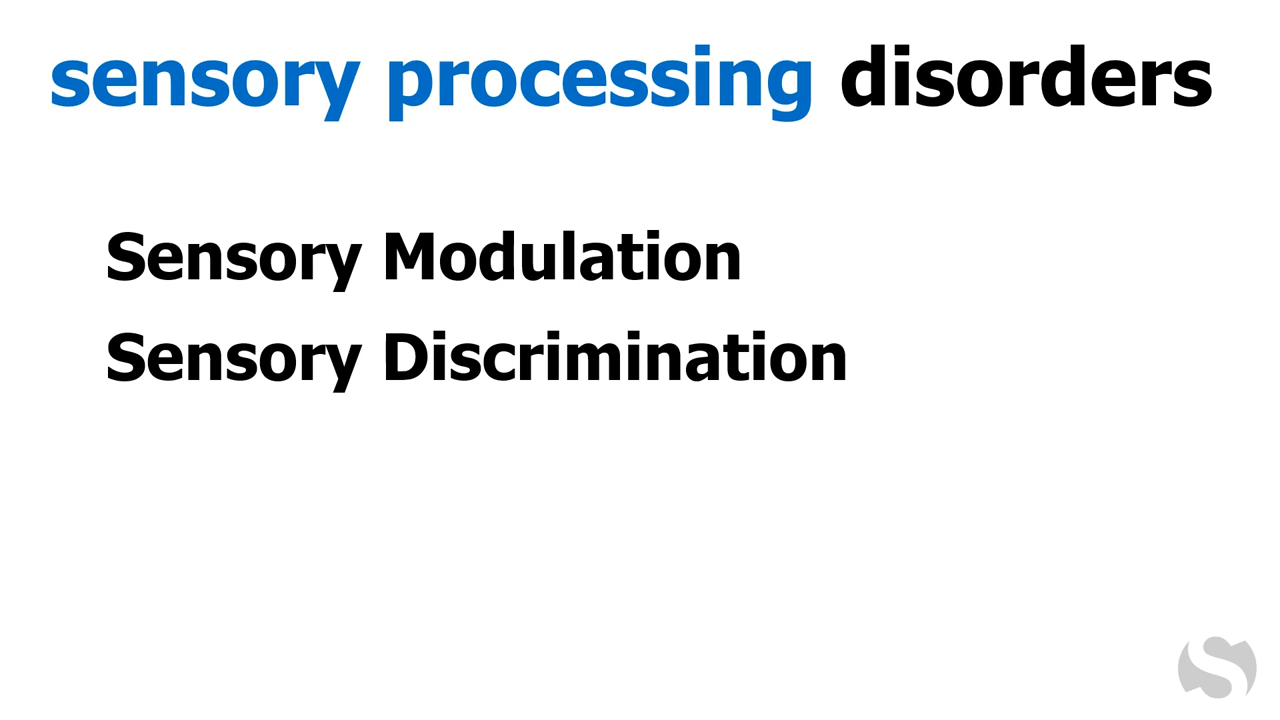 sensory processing disorders
Sensory Modulation
Sensory Discrimination